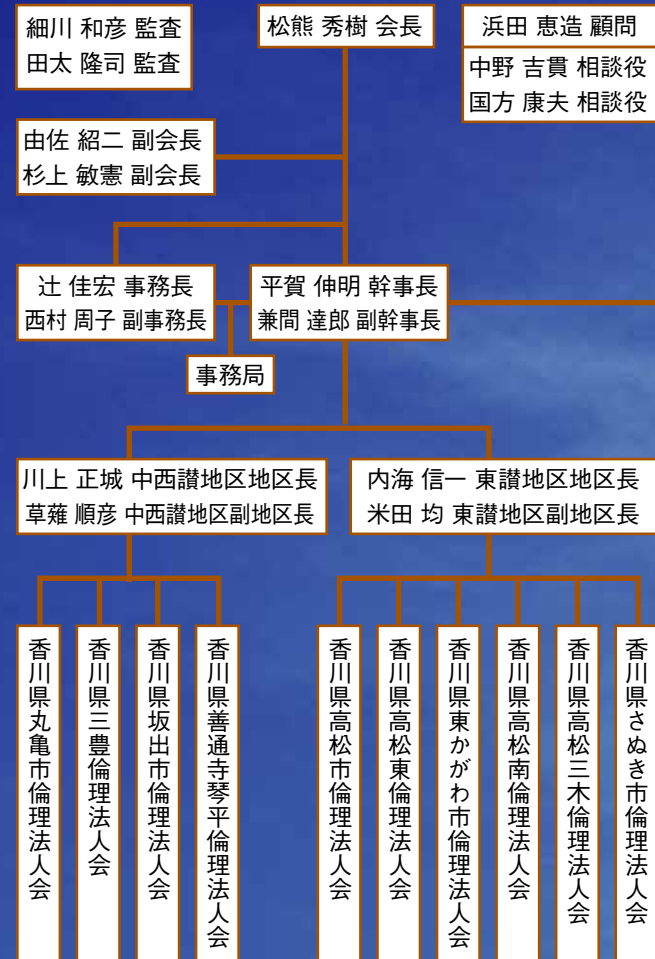 細川 和彦 監査
田太 隆司 監査
松熊 秀樹 会長
浜田 恵造 顧問
中野 吉貫 相談役
国方 康夫 相談役
由佐 紹二 副会長
杉上 敏憲 副会長
辻 佳宏 事務長
西村 周子 副事務長
平賀 伸明 幹事長
兼間 達郎 副幹事長
事務局
川上 正城 中西讃地区地区長
草薙 順彦 中西讃地区副地区長
内海 信一 東讃地区地区長
米田 均 東讃地区副地区長
香川県丸亀市倫理法人会
香川県三豊倫理法人会
香川県坂出市倫理法人会
香川県善通寺琴平倫理法人会
香川県高松市倫理法人会
香川県高松東倫理法人会
香川県東かがわ市倫理法人会
香川県高松南倫理法人会
香川県高松三木倫理法人会
香川県さぬき市倫理法人会